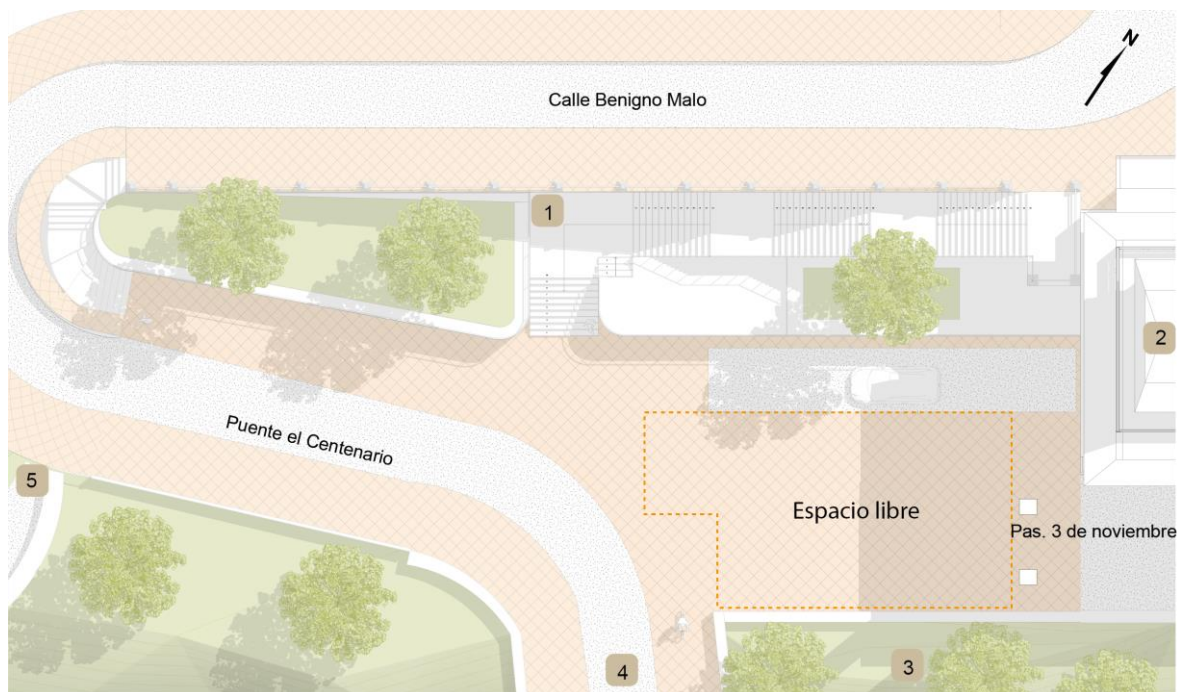 N
Calle Benigno Malo
1
2
Puente el Centenario
5
Espacio libre
Pas. 3 de noviembre
4
3